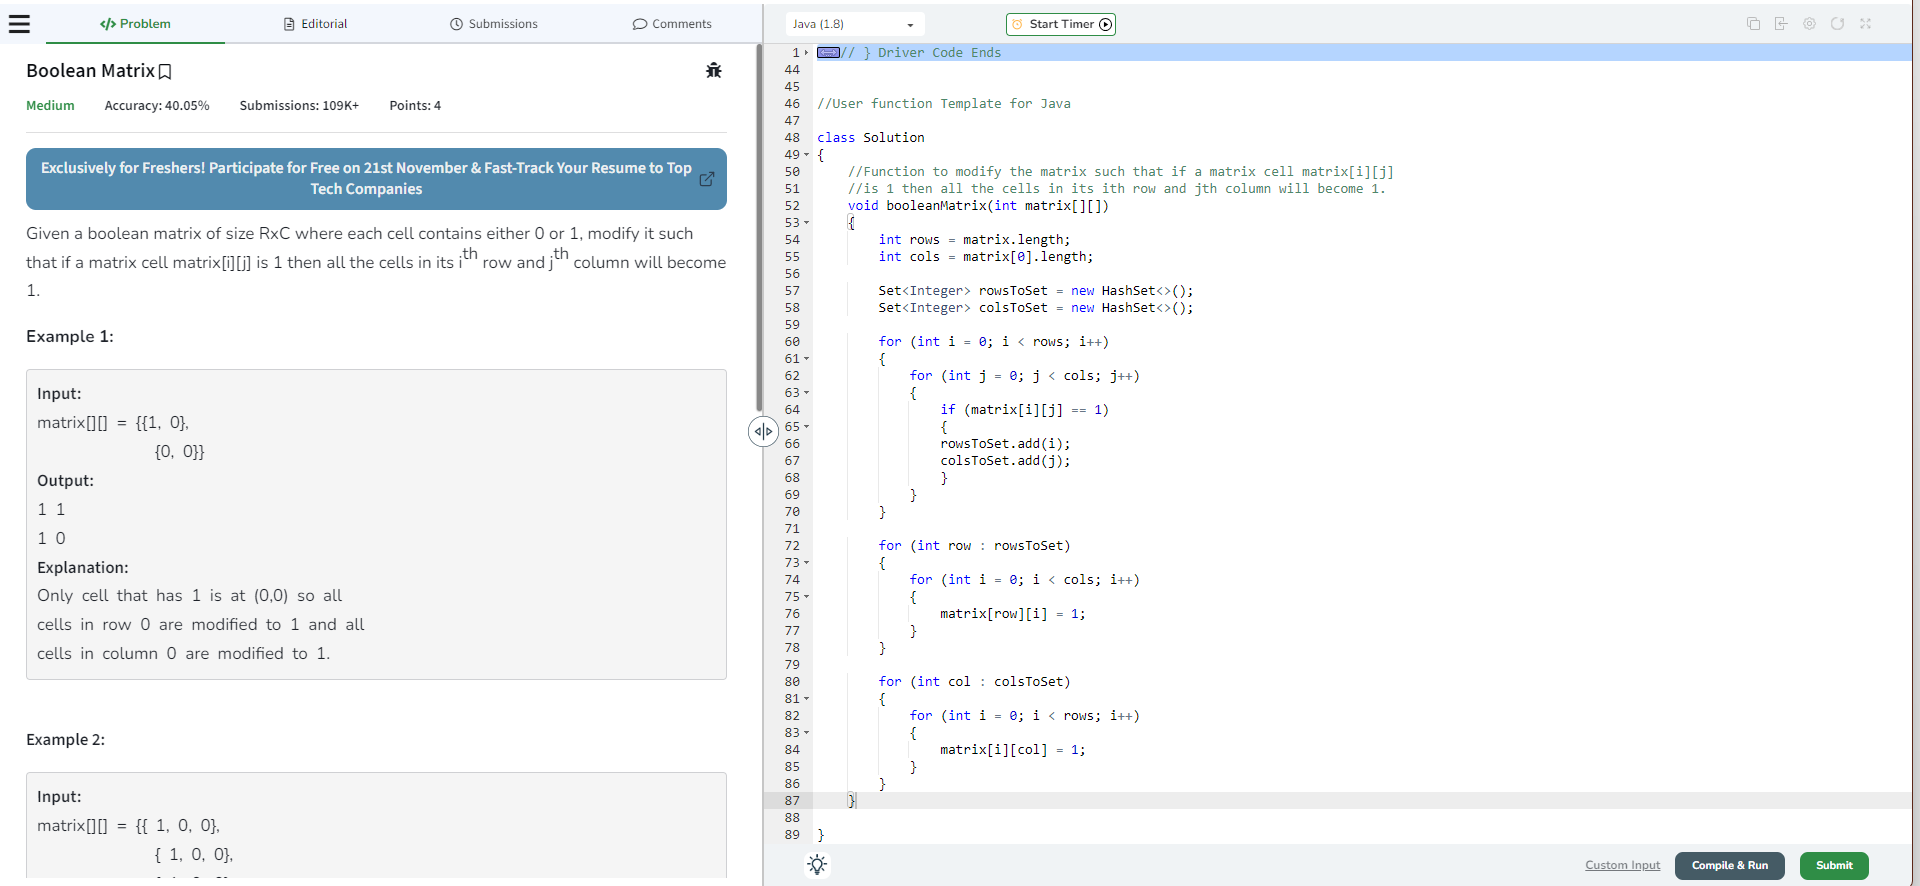 Problem
Editorial
Submissions
Comments
Boolean Matrix
Medium Accuracy: 40.05% Submissions: 109K+ Points: 4
Exclusively for Freshers! Participate for Free on 21st November & Fast-Track Your Resume to Top
Tech Companies
Given a boolean matrix of size RxC where each cell contains either 0 or 1, modify it such
that if a matrix cell matrix[i][j] is 1 then all the cells in its ith row and jth column will become
1.
Example 1:
Input:
matrix[][] = {{1, 0},
{0, 0}}
Output:
1 1
1 0
Explanation:
Only cell that has 1 is at (0,0) so all
cells in row 0 are modified to 1 and all
cells in column 0 are modified to 1.
Example 2:
Input:
matrix[][] = {{ 1, 0, 0},
{ 1, 0, 0},
Java (1.8)
Start Timer
1 // } Driver Code Ends
44
45
46 //User function Template for Java
47
48 class Solution
49 {
50 //Function to modify the matrix such that if a matrix cell matrix[i][j]
51 //is 1 then all the cells in its ith row and jth column will become 1.
52 void booleanMatrix(int matrix[][])
53 {
54 int rows = matrix.length;
55 int cols = matrix[0].length;
56
57 Set<Integer> rowsToSet = new HashSet<>();
58 Set<Integer> colsToSet = new HashSet<>();
59
60 for (int i = 0; i < rows; i++)
61 {
62 for (int j = 0; j < cols; j++)
63 {
64 if (matrix[i][j] == 1)
65 {
66 rowsToSet.add(i);
67 colsToSet.add(j);
68 }
69 }
70 }
71
72 for (int row : rowsToSet)
73 {
74 for (int i = 0; i < cols; i++)
75 {
76 matrix[row][i] = 1;
77 }
78 }
79
80 for (int col : colsToSet)
81 {
82 for (int i = 0; i < rows; i++)
83 {
84 matrix[i][col] = 1;
85 }
86 }
87 }
88
89 }
Custom Input
Compile & Run
Submit